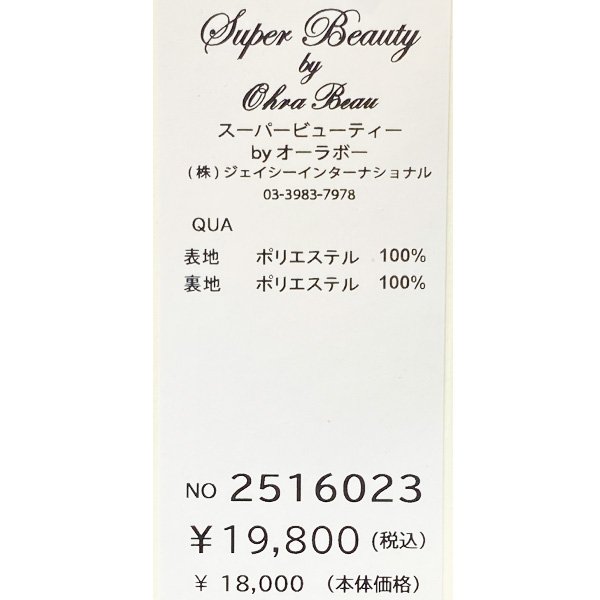 Super Beauty
by
Ohra Beau
スーパービューティー
by オーラボー
(株)ジェイシーインターナショナル
03-3983-7978
QUA
表地 ポリエステル 100%
裏地 ポリエステル 100%
NO 2516023
¥19,800 (税込)
¥ 18,000 (本体価格)